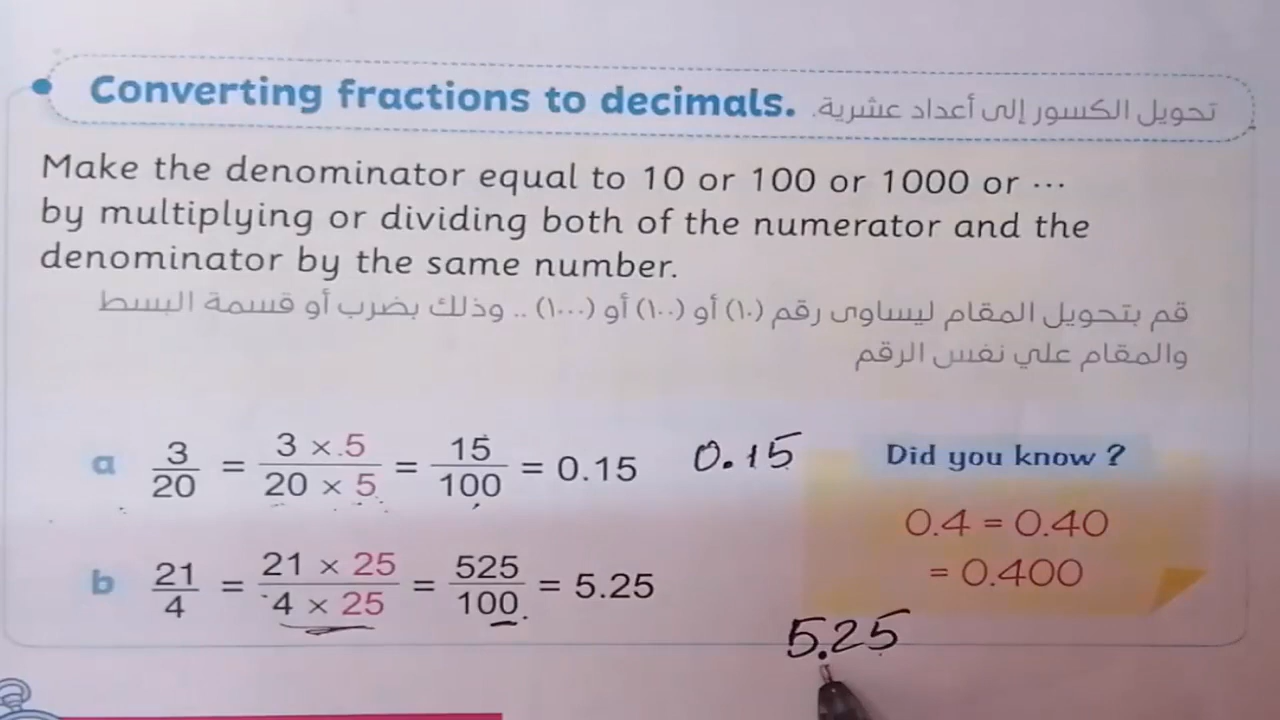 Converting fractions to decimals. تحويل الكسور إلى أعداد عشرية.
Make the denominator equal to 10 or 100 or 1000 or ...
by multiplying or dividing both of the numerator and the
denominator by the same number.
قم بتحويل المقام ليساوى رقم (١٠) أو (١٠٠) أو (١٠٠٠) .. وذلك بضرب أو قسمة البسط
والمقام علي نفس الرقم
a 3/20 = 3 × 5/20 × 5 = 15/100 = 0.15 0.15
b 21/4 = 21 × 25/4 × 25 = 525/100 = 5.25
Did you know ?
0.4 = 0.40
= 0.400
5.25